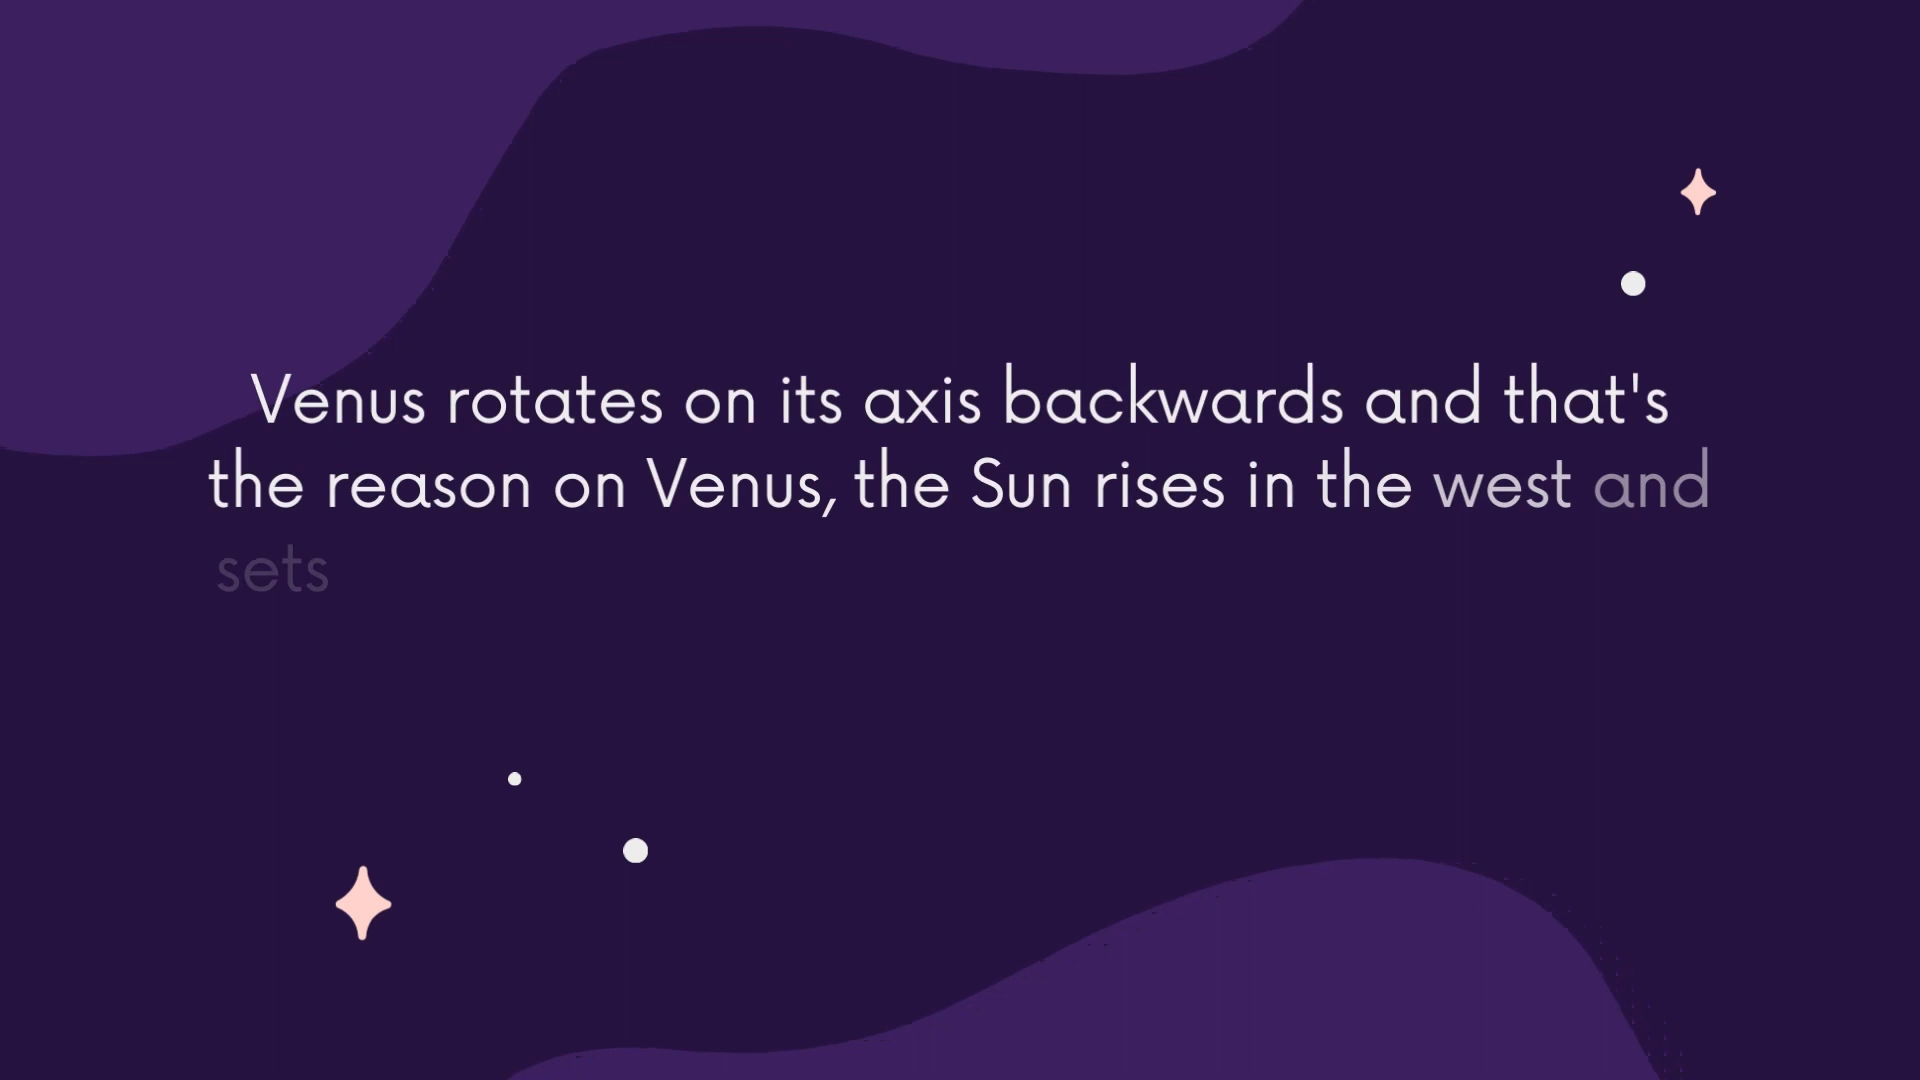 Venus rotates on its axis backwards and that's
the reason on Venus, the Sun rises in the west and
sets